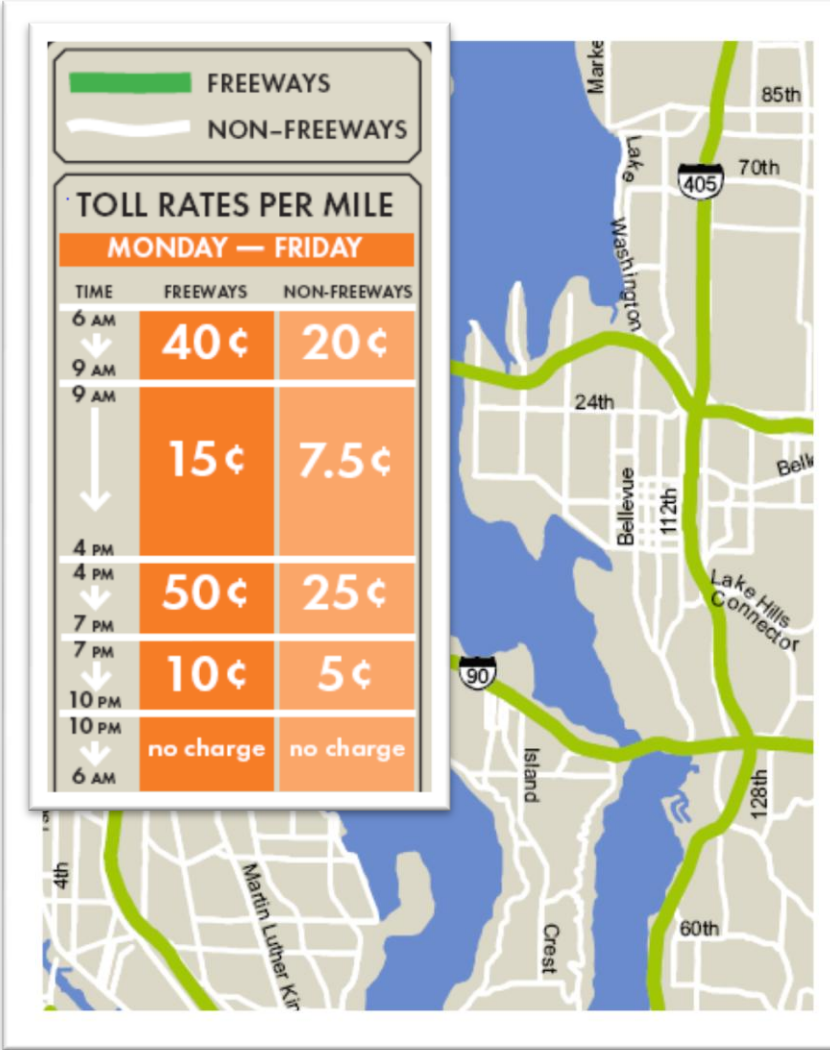 FREEWAYS
NON–FREEWAYS
TOLL RATES PER MILE
MONDAY — FRIDAY
TIME FREEWAYS NON-FREEWAYS
6 AM
9 AM
40¢ 20¢
9 AM
4 PM
15¢ 7.5¢
4 PM
7 PM
50¢ 25¢
7 PM
10 PM
10¢ 5¢
10 PM
6 AM
no charge no charge
Marke
85th
Lake Washington
405
70th
24th
Bellevue
112th
Bell
Lake Hills
Connector
90
Island
128th
4th
Martin Luther Kin
Crest
60th